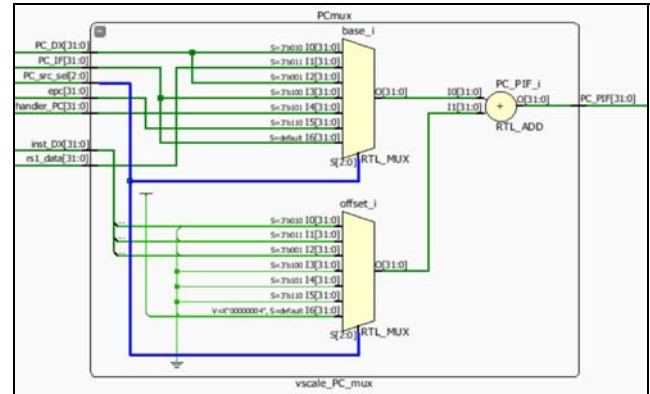 PCmux
base_i
PC_DX[31:0]
PC_IF[31:0]
PC_src_sel[2:0]
epc[31:0]
handler_PC[31:0]
inst_DX[31:0]
rs1_data[31:0]
S=3'b010 I0[31:0]
S=3'b011 I1[31:0]
S=3'b001 I2[31:0]
S=3'b100 I3[31:0]
S=3'b101 I4[31:0]
S=3'b110 I5[31:0]
S=default I6[31:0]
S[2:0]
RTL_MUX
O[31:0]
PC_PIF_i
I0[31:0]
I1[31:0]
+
O[31:0]
RTL_ADD
PC_PIF[31:0]
offset_i
S=3'b010 I0[31:0]
S=3'b011 I1[31:0]
S=3'b001 I2[31:0]
S=3'b100 I3[31:0]
S=3'b101 I4[31:0]
S=3'b110 I5[31:0]
V=X"00000004", S=default I6[31:0]
O[31:0]
S[2:0]
RTL_MUX
vscale_PC_mux